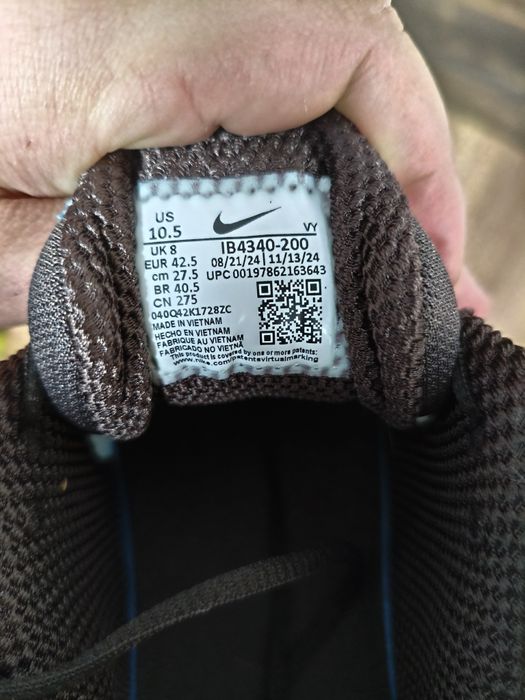 US
10.5
VY
UK 8
IB4340-200
EUR 42.5
08/21/24 | 11/13/24
cm 27.5
UPC 00197862163643
BR 40.5
CN 275
040Q42K1728ZC
MADE IN VIETNAM
HECHO EN VIETNAM
FABRIQUE AU VIETNAM
FABRICADO NO VIETNÃ
This product is covered by one or more patents:
www.nike.com/patentsvirtualmarking